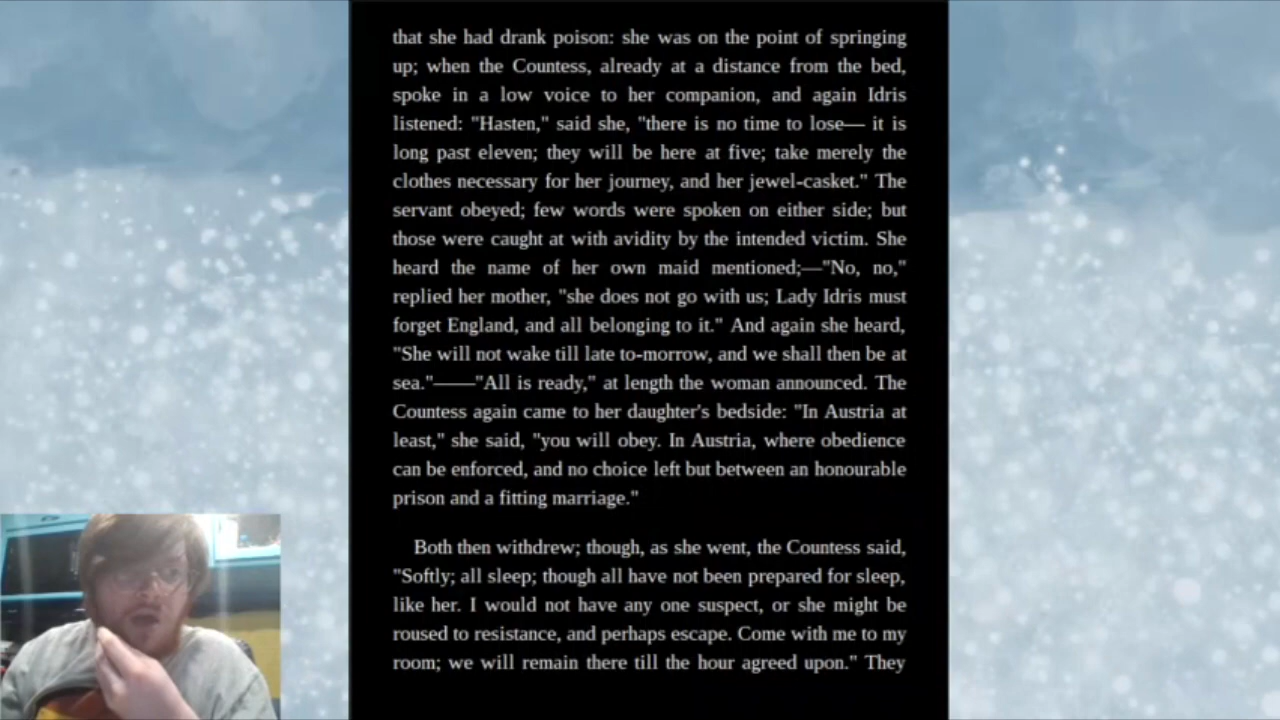 that she had drank poison: she was on the point of springing
up; when the Countess, already at a distance from the bed,
spoke in a low voice to her companion, and again Idris
listened: "Hasten," said she, "there is no time to lose— it is
long past eleven; they will be here at five; take merely the
clothes necessary for her journey, and her jewel-casket." The
servant obeyed; few words were spoken on either side; but
those were caught at with avidity by the intended victim. She
heard the name of her own maid mentioned;—"No, no,"
replied her mother, "she does not go with us; Lady Idris must
forget England, and all belonging to it." And again she heard,
"She will not wake till late to-morrow, and we shall then be at
sea."——"All is ready," at length the woman announced. The
Countess again came to her daughter's bedside: "In Austria at
least," she said, "you will obey. In Austria, where obedience
can be enforced, and no choice left but between an honourable
prison and a fitting marriage."
Both then withdrew; though, as she went, the Countess said,
"Softly; all sleep; though all have not been prepared for sleep,
like her. I would not have any one suspect, or she might be
roused to resistance, and perhaps escape. Come with me to my
room; we will remain there till the hour agreed upon." They